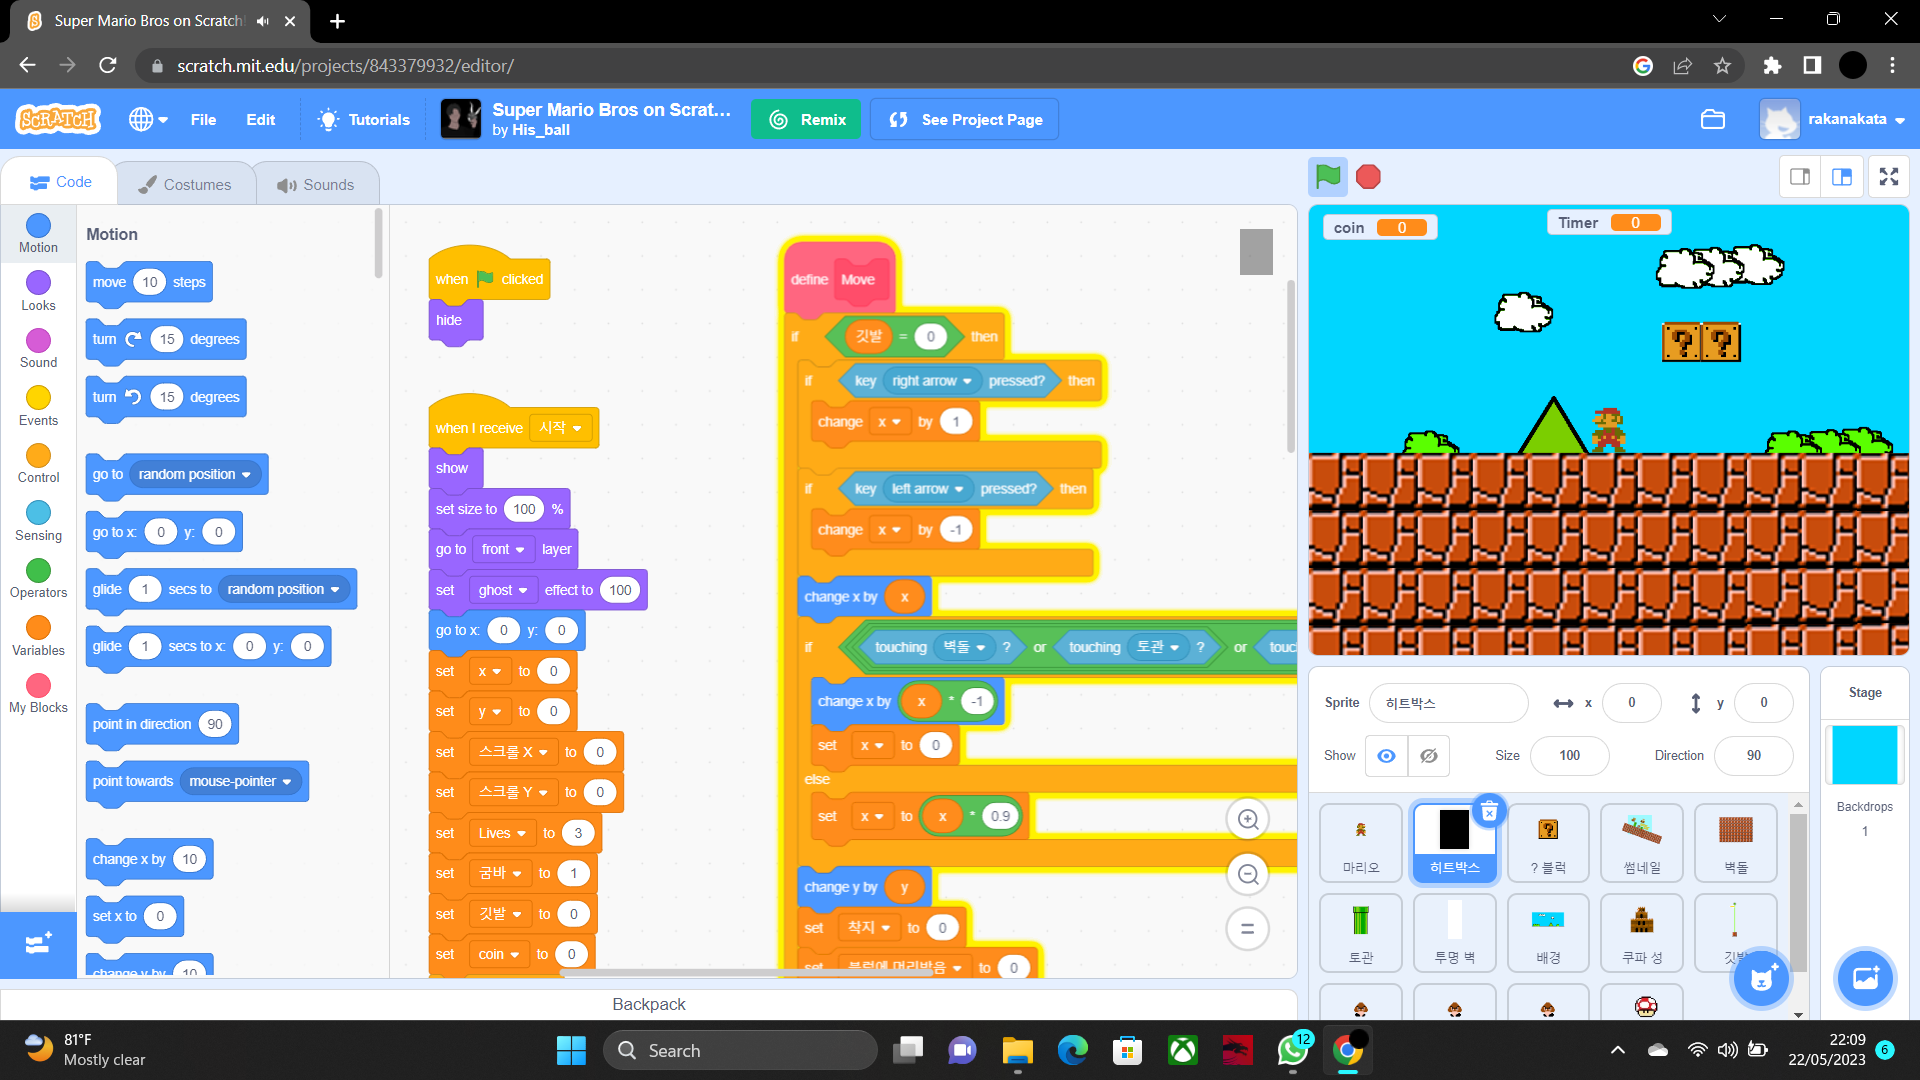 Super Mario Bros on Scratch
scratch.mit.edu/projects/843379932/editor/
SCRATCH
File
Edit
Tutorials
Super Mario Bros on Scrat...
by His_ball
Remix
See Project Page
rakanakata
Code
Costumes
Sounds
Motion
Looks
Sound
Events
Control
Sensing
Operators
Variables
My Blocks
Motion
move 10 steps
turn 15 degrees
turn 15 degrees
go to random position
go to x: 0 y: 0
glide 1 secs to random position
glide 1 secs to x: 0 y: 0
point in direction 90
point towards mouse-pointer
change x by 10
set x to 0
change y by 10
when clicked
hide
when I receive 시작
show
set size to 100 %
go to front layer
set ghost effect to 100
go to x: 0 y: 0
set x to 0
set y to 0
set 스크롤 X to 0
set 스크롤 Y to 0
set Lives to 3
set 굼바 to 1
set 깃발 to 0
set coin to 0
define Move
if 깃발 = 0 then
if key right arrow pressed? then
change x by 1
if key left arrow pressed? then
change x by -1
change x by x
if touching 벽돌 ? or touching 토관 ? or
change x by x * -1
set x to 0
else
set x to x * 0.9
change y by y
set 착지 to 0
set 블럭에 머리박음 to 0
Backpack
coin 0
Timer 0
? ?
Sprite 히트박스 x 0 y 0
Show Size 100 Direction 90
마리오
히트박스
? 블럭
썸네일
벽돌
토관
투명 벽
배경
쿠파 성
Stage
Backdrops
1
81°F
Mostly clear
Search
12
22:09
22/05/2023
6